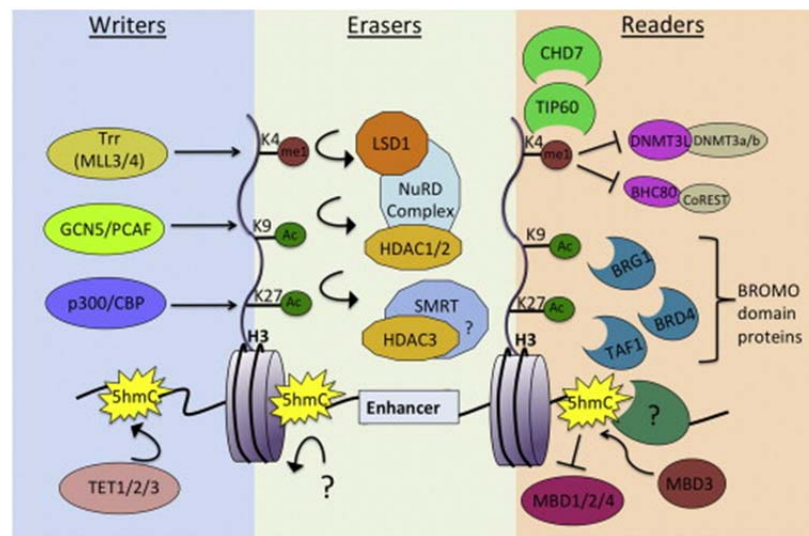 Writers
Erasers
Readers
Trr
(MLL3/4)
GCN5/PCAF
p300/CBP
K4
me1
K9
Ac
K27
Ac
H3
5hmC
TET1/2/3
LSD1
NuRD
Complex
HDAC1/2
SMRT
?
HDAC3
5hmC
Enhancer
?
CHD7
TIP60
K4
me1
DNMT3L
DNMT3a/b
BHC80
CoREST
K9
Ac
BRG1
K27
Ac
BRD4
TAF1
BROMO
domain
proteins
H3
5hmC
?
MBD1/2/4
MBD3